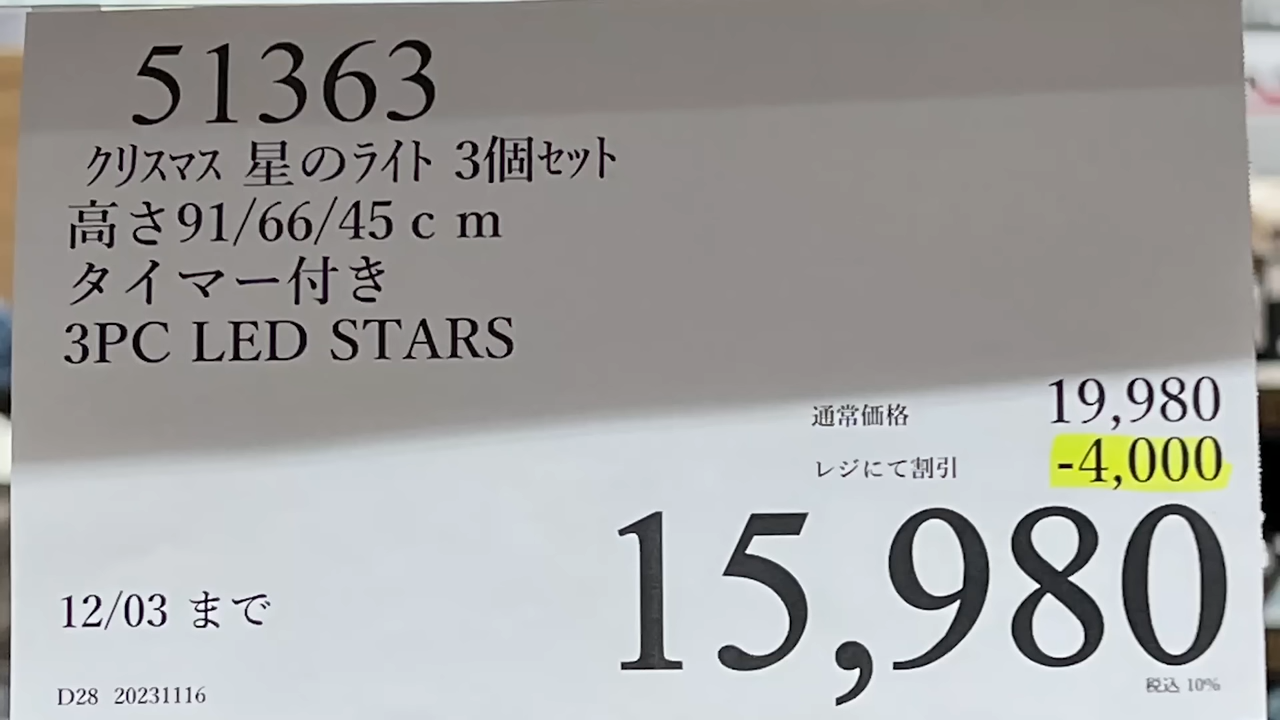 51363
クリスマス 星のライト 3個セット
高さ91/66/45ｃｍ
タイマー付き
3PC LED STARS
通常価格 19,980
レジにて割引 -4,000
15,980
税込 10%
12/03 まで
D28 20231116